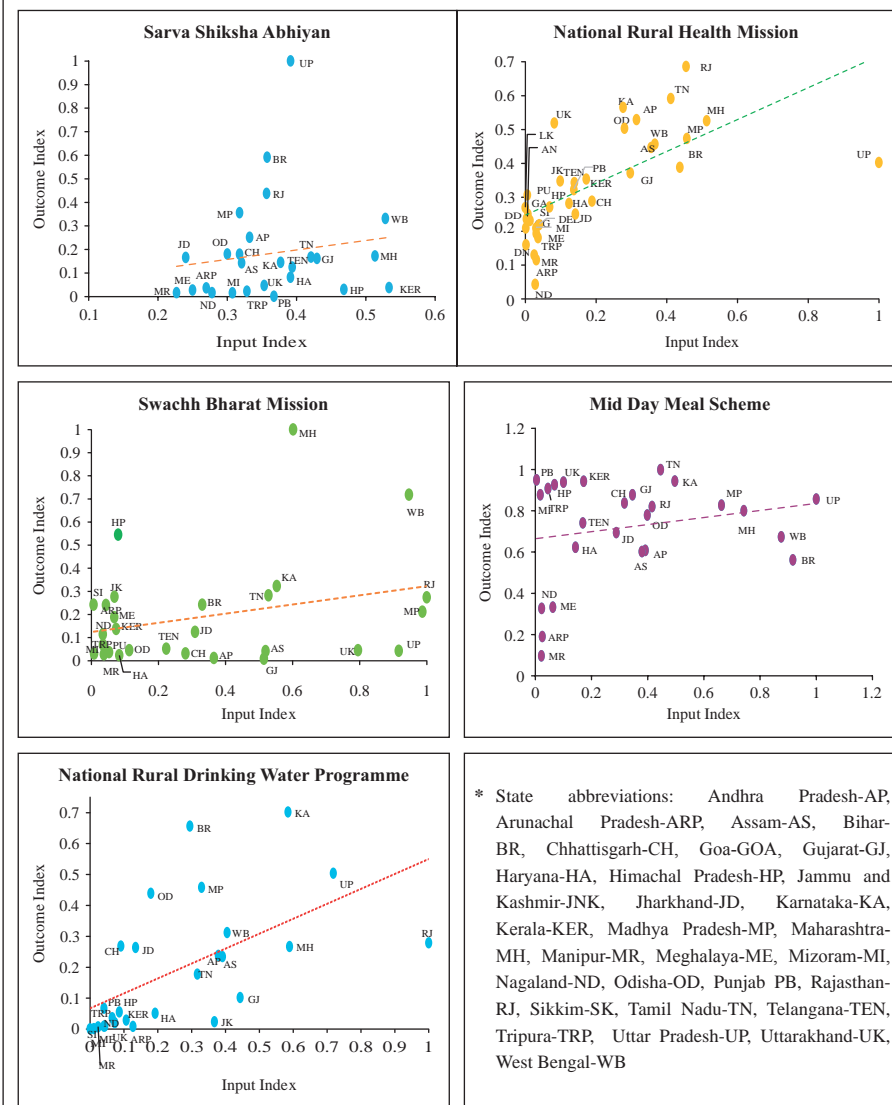 Sarva Shiksha Abhiyan
Outcome Index
1
0.9
0.8
0.7
0.6
0.5
0.4
0.3
0.2
0.1
0
UP
BR
RJ
MP
WB
AP
JD
OD
CH
TN
MH
AS
KA
TEN
GJ
ME
ARP
MI
UK
HA
MR
ND
TRP
PB
HP
KER
0.1
0.2
0.3
0.4
0.5
0.6
Input Index
National Rural Health Mission
Outcome Index
0.7
0.6
0.5
0.4
0.3
0.2
0.1
0
RJ
TN
KA
AP
MH
UK
OD
LK
WB
MP
AN
AS
BR
UP
JK
TEN
PB
GJ
PU
HP
KER
GA
HA
CH
DD
SI
DEL
JD
G
MI
ME
DN
TRP
MR
ARP
ND
0
0.2
0.4
0.6
0.8
1
Input Index
Swachh Bharat Mission
Outcome Index
1
0.9
0.8
0.7
0.6
0.5
0.4
0.3
0.2
0.1
0
MH
WB
HP
KA
RJ
SI
JK
TN
BR
ARP
ME
MP
ND
KER
JD
TRP
PU
MI
OD
TEN
CH
AP
AS
UK
UP
MR
HA
GJ
0
0.2
0.4
0.6
0.8
1
Input Index
Mid Day Meal Scheme
Outcome Index
1.2
1
0.8
0.6
0.4
0.2
0
PB
UK
KER
TN
KA
HP
CH
GJ
MP
UP
MI
TRP
RJ
TEN
OD
MH
JD
WB
HA
AS
AP
BR
ND
ME
ARP
MR
0
0.2
0.4
0.6
0.8
1
Input Index
National Rural Drinking Water Programme
Outcome Index
0.7
0.6
0.5
0.4
0.3
0.2
0.1
0
KA
BR
UP
MP
OD
WB
CH
JD
MH
RJ
AP
AS
TN
GJ
PB
HP
TRP
KER
HA
JK
ND
SI
MI
ME
UK
ARP
MR
0
0.1
0.2
0.3
0.4
0.5
0.6
0.7
0.8
0.9
1
Input Index
* State abbreviations: Andhra Pradesh-AP,
Arunachal Pradesh-ARP, Assam-AS, Bihar-
BR, Chhattisgarh-CH, Goa-GOA, Gujarat-GJ,
Haryana-HA, Himachal Pradesh-HP, Jammu and
Kashmir-JNK, Jharkhand-JD, Karnataka-KA,
Kerala-KER, Madhya Pradesh-MP, Maharashtra-
MH, Manipur-MR, Meghalaya-ME, Mizoram-MI,
Nagaland-ND, Odisha-OD, Punjab PB, Rajasthan-
RJ, Sikkim-SK, Tamil Nadu-TN, Telangana-TEN,
Tripura-TRP, Uttar Pradesh-UP, Uttarakhand-UK,
West Bengal-WB